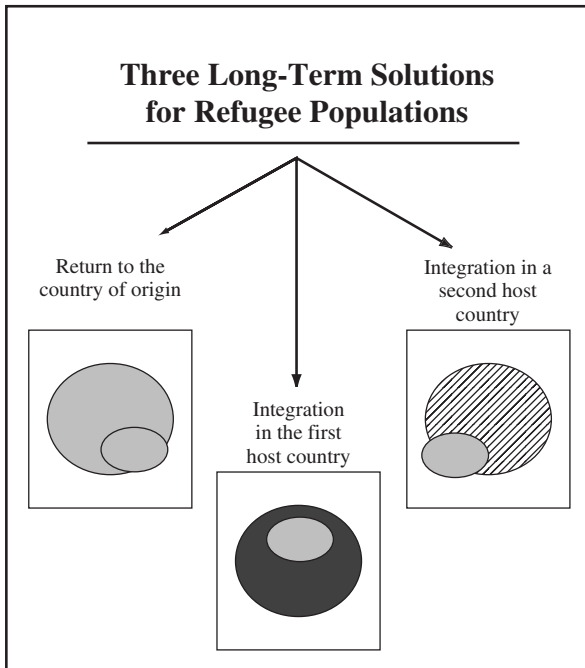 Three Long-Term Solutions
for Refugee Populations
Return to the
country of origin
Integration
in the first
host country
Integration in a
second host
country